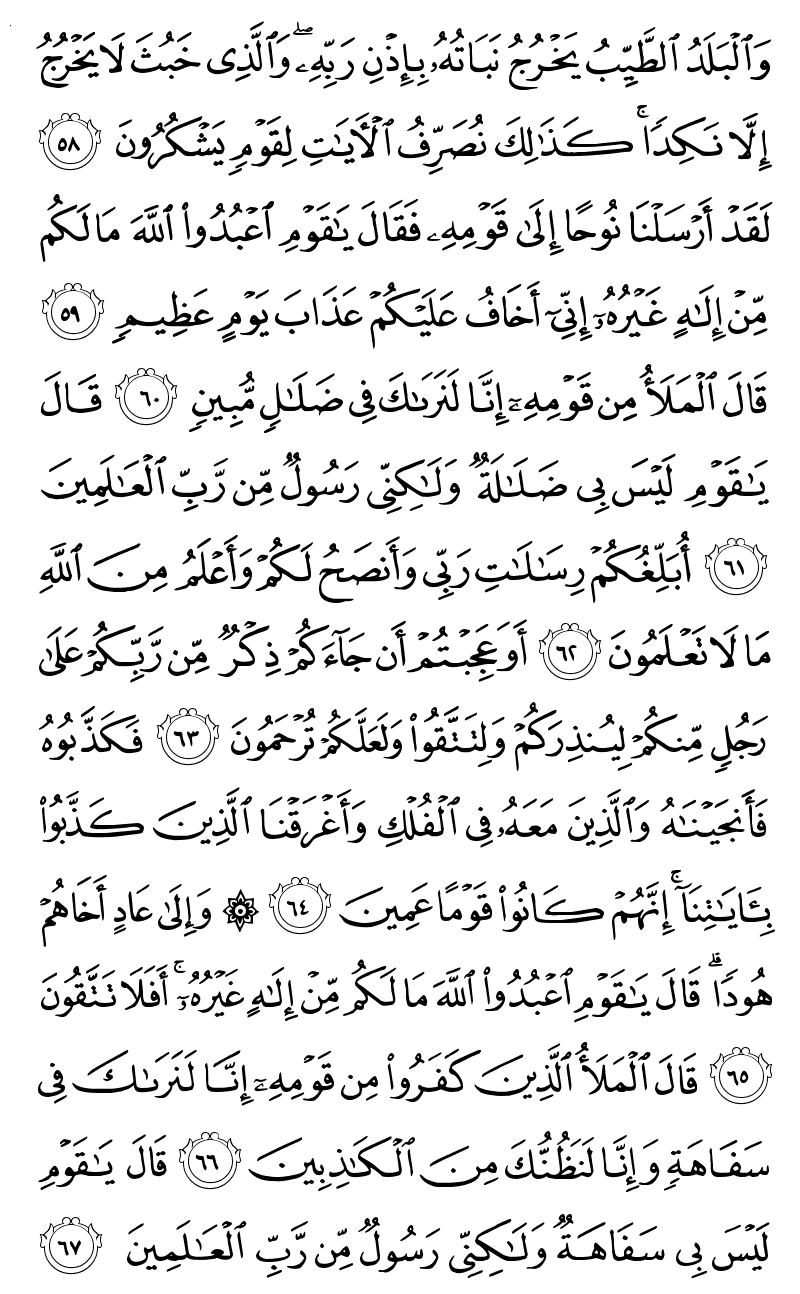 وَٱلۡبَلَدُ ٱلطَّيِّبُ يَخۡرُجُ نَبَاتُهُۥ بِإِذۡنِ رَبِّهِۦۖ وَٱلَّذِى خَبُثَ لَا يَخۡرُجُ
إِلَّا نَكِدٗاۚ كَذَٰلِكَ نُصَرِّفُ ٱلۡأٓيَٰتِ لِقَوۡمٖ يَشۡكُرُونَ ٥٨
لَقَدۡ أَرۡسَلۡنَا نُوحًا إِلَىٰ قَوۡمِهِۦ فَقَالَ يَٰقَوۡمِ ٱعۡبُدُواْ ٱللَّهَ مَا لَكُم
مِّنۡ إِلَٰهٍ غَيۡرُهُۥٓ إِنِّيٓ أَخَافُ عَلَيۡكُمۡ عَذَابَ يَوۡمٍ عَظِيمٖ ٥٩
قَالَ ٱلۡمَلَأُ مِن قَوۡمِهِۦٓ إِنَّا لَنَرَىٰكَ فِي ضَلَٰلٖ مُّبِينٖ ٦٠ قَالَ
يَٰقَوۡمِ لَيۡسَ بِي ضَلَٰلَةٞ وَلَٰكِنِّي رَسُولٞ مِّن رَّبِّ ٱلۡعَٰلَمِينَ
٦١ أُبَلِّغُكُمۡ رِسَٰلَٰتِ رَبِّي وَأَنصَحُ لَكُمۡ وَأَعۡلَمُ مِنَ ٱللَّهِ
مَا لَا تَعۡلَمُونَ ٦٢ أَوَعَجِبۡتُمۡ أَن جَآءَكُمۡ ذِكۡرٞ مِّن رَّبِّكُمۡ عَلَىٰ
رَجُلٖ مِّنكُمۡ لِيُنذِرَكُمۡ وَلِتَتَّقُواْ وَلَعَلَّكُمۡ تُرۡحَمُونَ ٦٣ فَكَذَّبُوهُ
فَأَنجَيۡنَٰهُ وَٱلَّذِينَ مَعَهُۥ فِي ٱلۡفُلۡكِ وَأَغۡرَقۡنَا ٱلَّذِينَ كَذَّبُواْ
بِـَٔايَٰتِنَآۚ إِنَّهُمۡ كَانُواْ قَوۡمًا عَمِينَ ٦٤ ۞ وَإِلَىٰ عَادٍ أَخَاهُمۡ
هُودٗاۗ قَالَ يَٰقَوۡمِ ٱعۡبُدُواْ ٱللَّهَ مَا لَكُم مِّنۡ إِلَٰهٍ غَيۡرُهُۥٓۚ أَفَلَا تَتَّقُونَ
٦٥ قَالَ ٱلۡمَلَأُ ٱلَّذِينَ كَفَرُواْ مِن قَوۡمِهِۦٓ إِنَّا لَنَرَىٰكَ فِي
سَفَاهَةٖ وَإِنَّا لَنَظُنُّكَ مِنَ ٱلۡكَٰذِبِينَ ٦٦ قَالَ يَٰقَوۡمِ
لَيۡسَ بِي سَفَاهَةٞ وَلَٰكِنِّي رَسُولٞ مِّن رَّبِّ ٱلۡعَٰلَمِينَ ٦٧